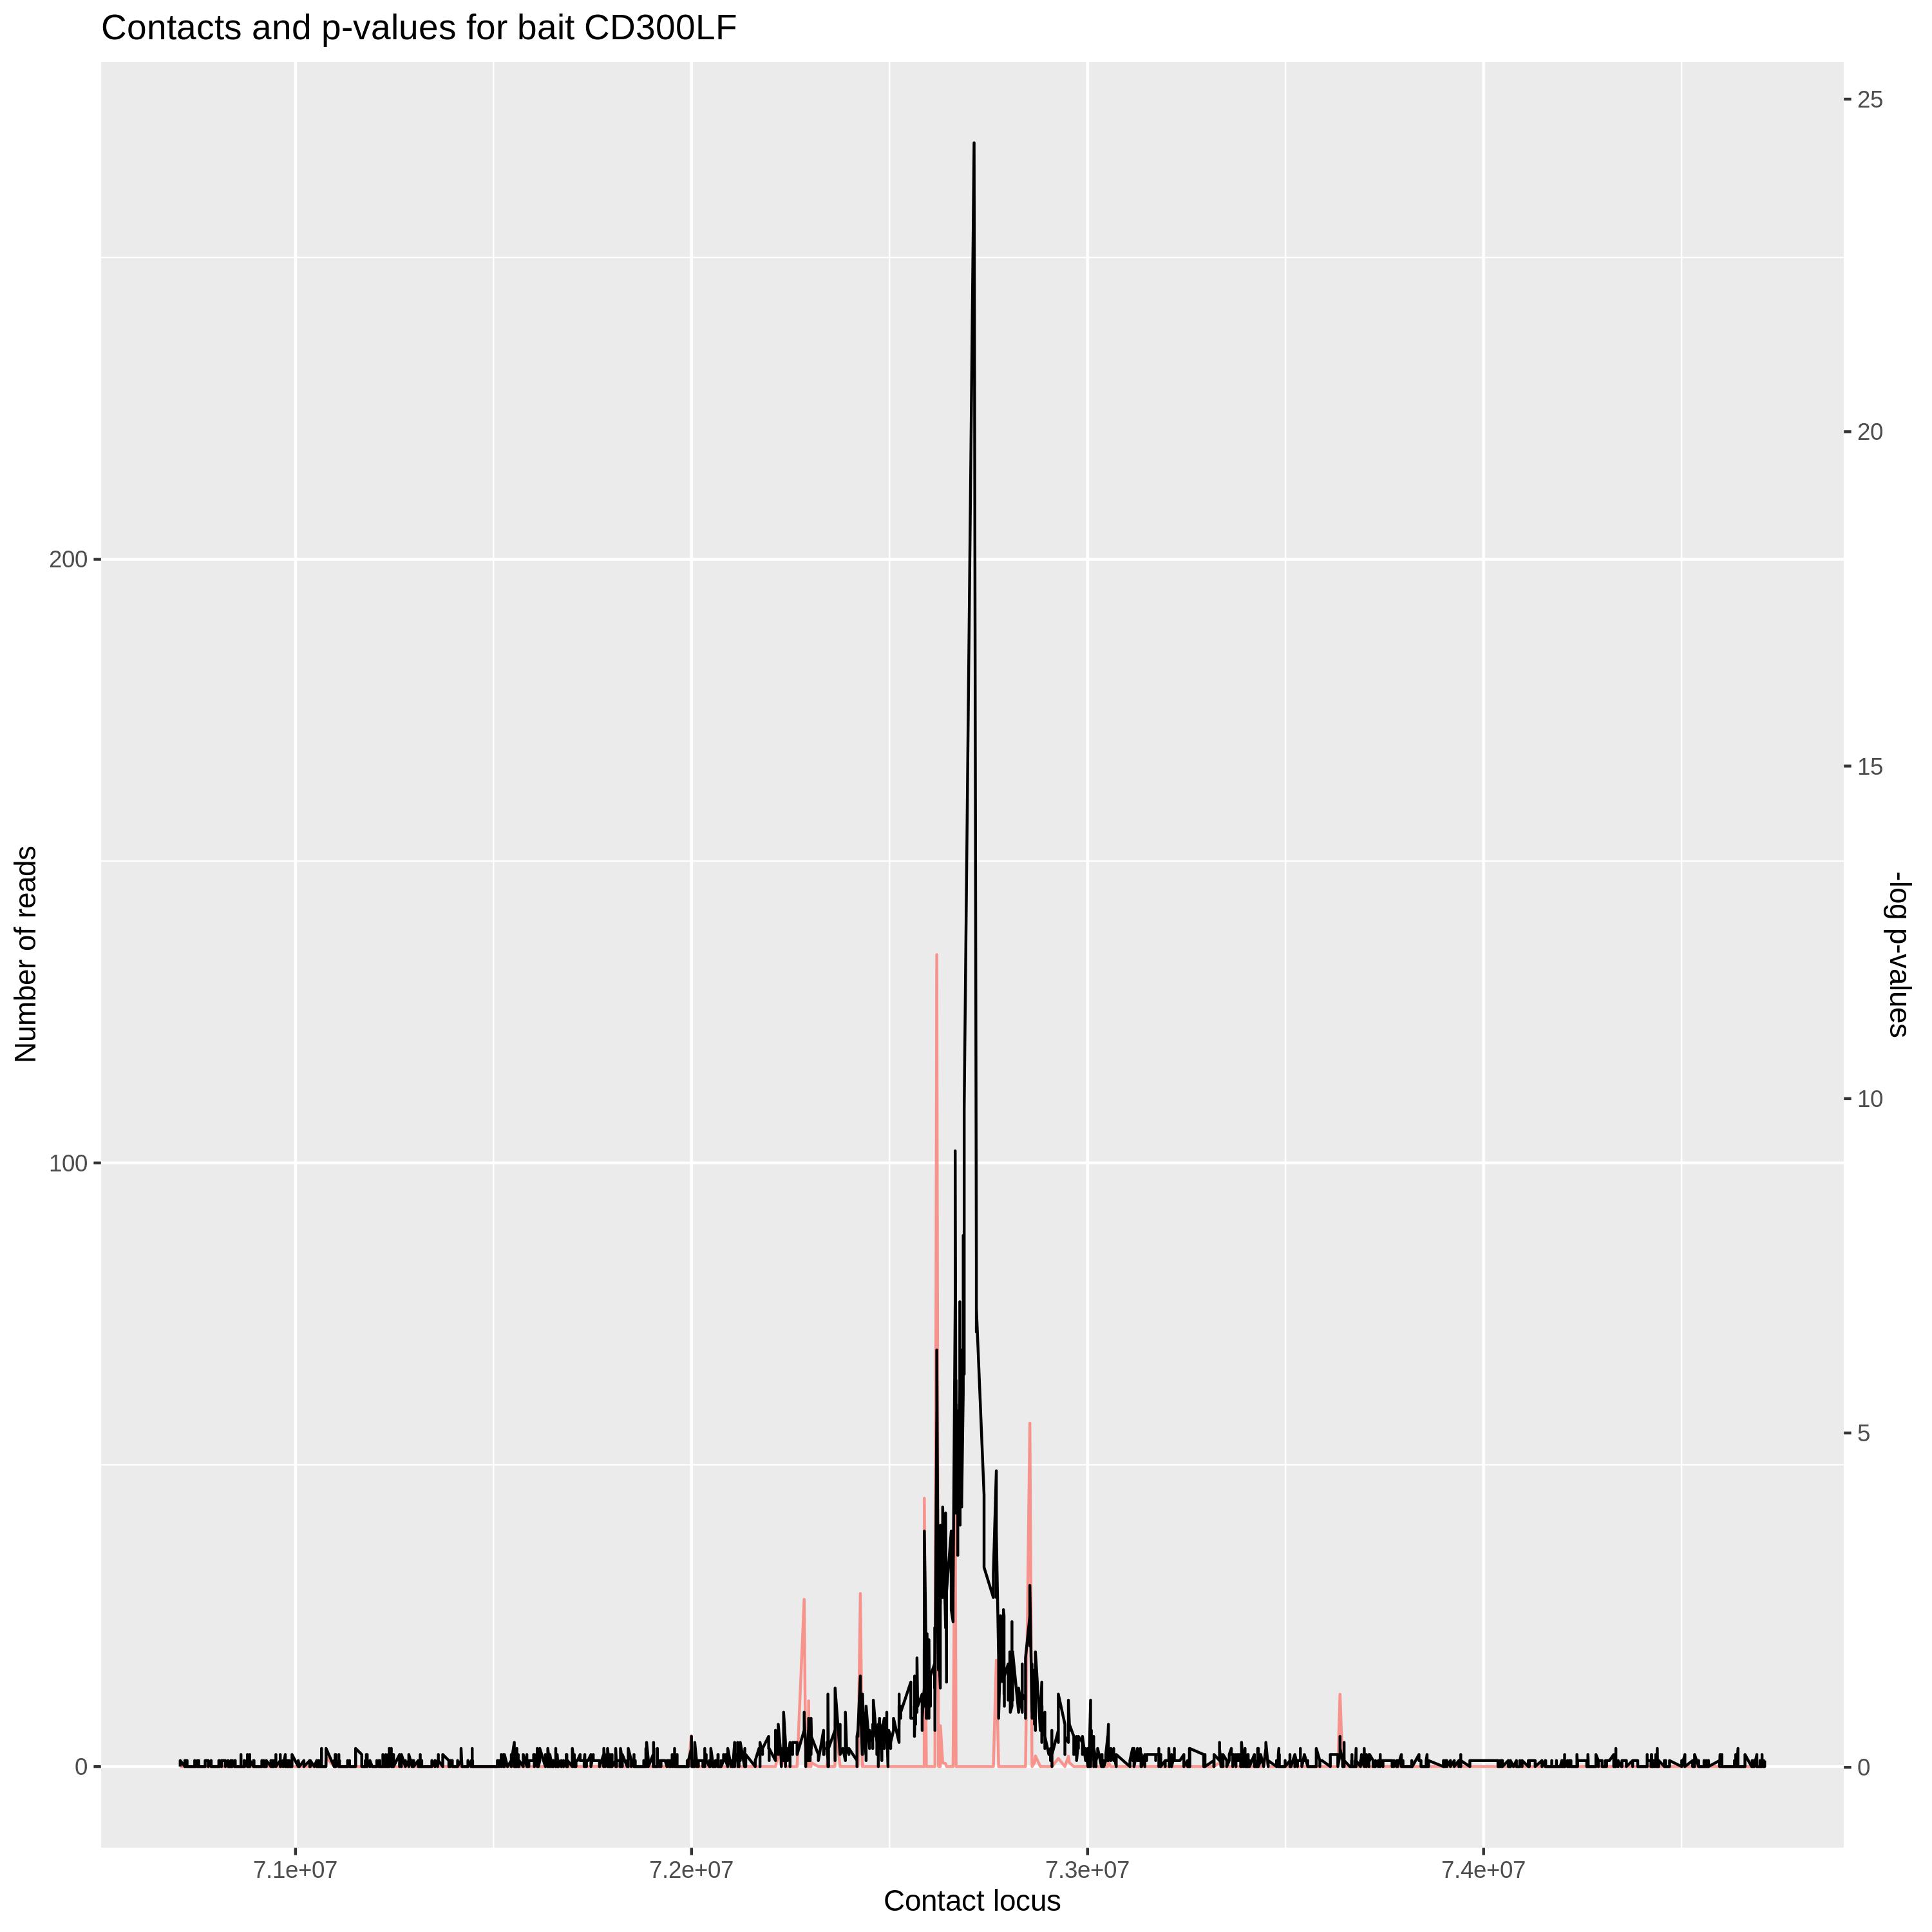 Contacts and p-values for bait CD300LF
25
20
200
15
Number of reads
-log p-values
10
100
5
0
0
7.1e+07
7.2e+07
7.3e+07
7.4e+07
Contact locus